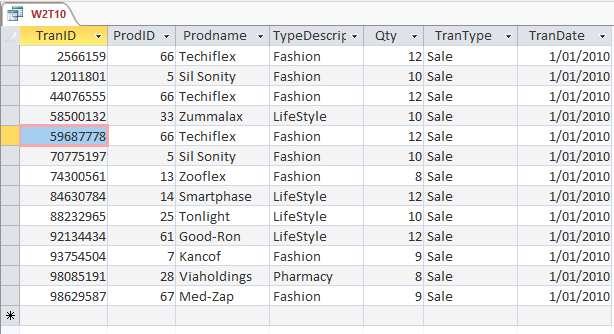 W2T10
TranID ProdID Prodname TypeDescrip Qty TranType TranDate
2566159 66 Techiflex Fashion 12 Sale 1/01/2010
12011801 5 Sil Sonity Fashion 10 Sale 1/01/2010
44076555 66 Techiflex Fashion 12 Sale 1/01/2010
58500132 33 Zummalax LifeStyle 10 Sale 1/01/2010
59687778 66 Techiflex Fashion 12 Sale 1/01/2010
70775197 5 Sil Sonity Fashion 10 Sale 1/01/2010
74300561 13 Zooflex Fashion 8 Sale 1/01/2010
84630784 14 Smartphase LifeStyle 12 Sale 1/01/2010
88232965 25 Tonlight LifeStyle 10 Sale 1/01/2010
92134434 61 Good-Ron LifeStyle 12 Sale 1/01/2010
93754504 7 Kancof Fashion 9 Sale 1/01/2010
98085191 28 Viaholdings Pharmacy 8 Sale 1/01/2010
98629587 67 Med-Zap Fashion 9 Sale 1/01/2010